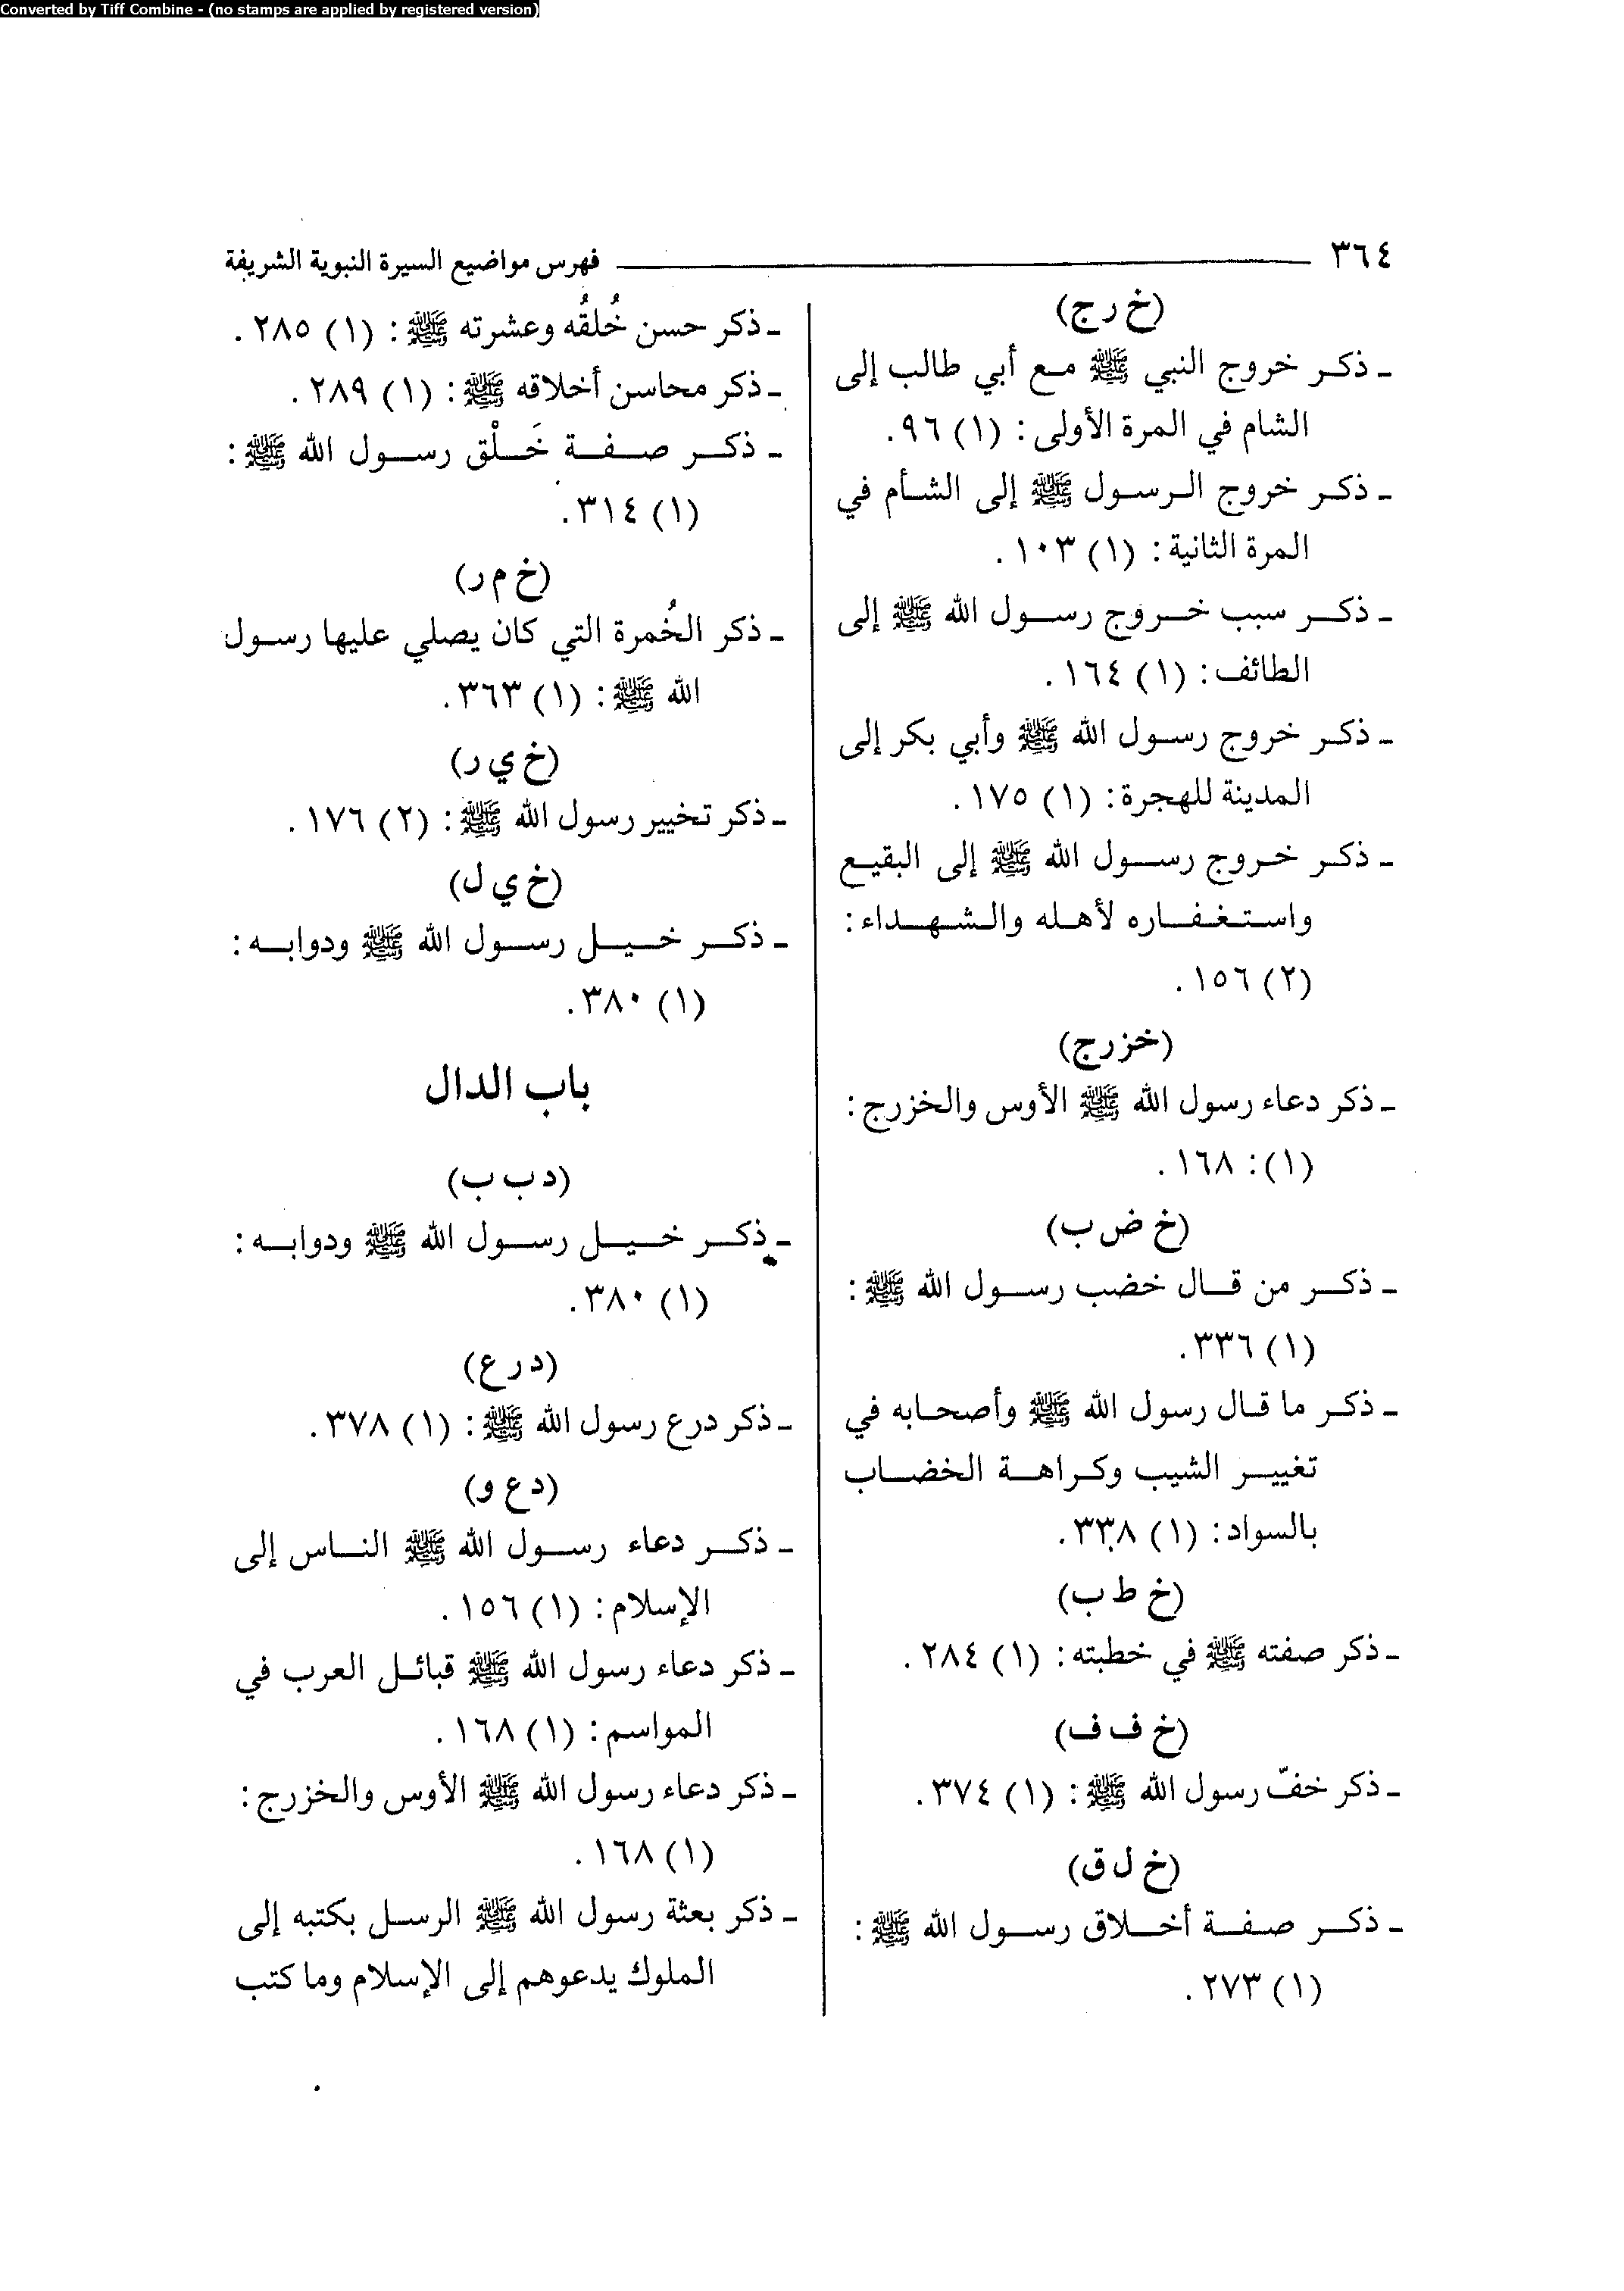 Converted by Tiff Combine - (no stamps are applied by registered version)
٣٦٤ فهرس مواضيع السيرة النبوية الشريفة
(خ رج)
ـ ذكر خروج النبي ﷺ مع أبي طالب إلى
الشام في المرة الأولى: (١) ٩٦.
ـ ذكر خروج الرسول ﷺ إلى الشأم في
المرة الثانية: (١) ١٠٣.
ـ ذكر سبب خروج رسول الله ﷺ إلى
الطائف: (١) ١٦٤.
ـ ذكر خروج رسول الله ﷺ وأبي بكر إلى
المدينة للهجرة: (١) ١٧٥.
ـ ذكر خروج رسول الله ﷺ إلى البقيع
واستغفاره لأهله والشهداء:
(٢) ١٥٦.
(خزرج)
ـ ذكر دعاء رسول الله ﷺ الأوس والخزرج:
(١): ١٦٨.
(خ ض ب)
ـ ذكر من قال خضب رسول الله ﷺ:
(١) ٣٣٦.
ـ ذكر ما قال رسول الله ﷺ وأصحابه في
تغيير الشيب وكراهة الخضاب
بالسواد: (١) ٣٣٨.
(خ ط ب)
ـ ذكر صفته ﷺ في خطبته: (١) ٢٨٤.
(خ ف ف)
ـ ذكر خفّ رسول الله ﷺ: (١) ٣٧٤.
(خ ل ق)
ـ ذكر صفة أخلاق رسول الله ﷺ:
(١) ٢٧٣.
ـ ذكر حسن خُلقُه وعشرته ﷺ: (١) ٢٨٥.
ـ ذكر محاسن أخلاقه ﷺ: (١) ٢٨٩.
ـ ذكر صفة خَلْق رسول الله ﷺ:
(١) ٣١٤.
(خ م ر)
ـ ذكر الخُمرة التي كان يصلي عليها رسول
الله ﷺ: (١) ٣٦٣.
(خ ي ر)
ـ ذكر تخيير رسول الله ﷺ: (٢) ١٧٦.
(خ ي ل)
ـ ذكر خيل رسول الله ﷺ ودوابه:
(١) ٣٨٠.
باب الدال
(د ب ب)
ـ ذكر خيل رسول الله ﷺ ودوابه:
(١) ٣٨٠.
(د ر ع)
ـ ذكر درع رسول الله ﷺ: (١) ٣٧٨.
(د ع و)
ـ ذكر دعاء رسول الله ﷺ الناس إلى
الإسلام: (١) ١٥٦.
ـ ذكر دعاء رسول الله ﷺ قبائل العرب في
المواسم: (١) ١٦٨.
ـ ذكر دعاء رسول الله ﷺ الأوس والخزرج:
(١) ١٦٨.
ـ ذكر بعثة رسول الله ﷺ الرسل بكتبه إلى
الملوك يدعوهم إلى الإسلام وما كتب